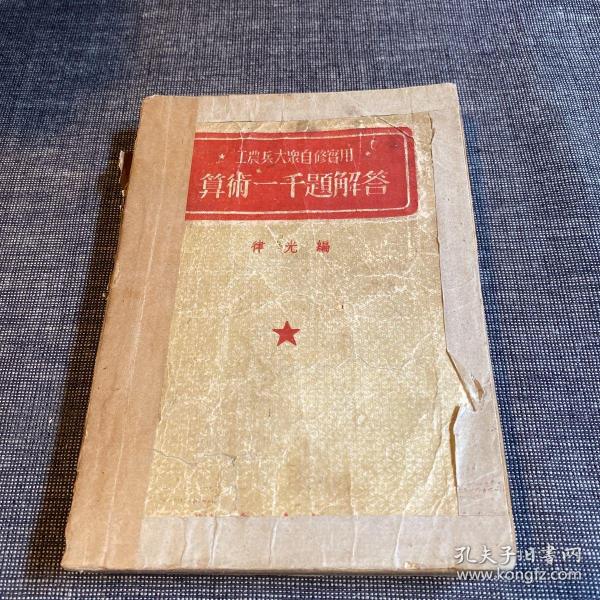 工農兵大衆自修實用
算術一千題解答
律光編
孔夫子旧书网
kongfz.com